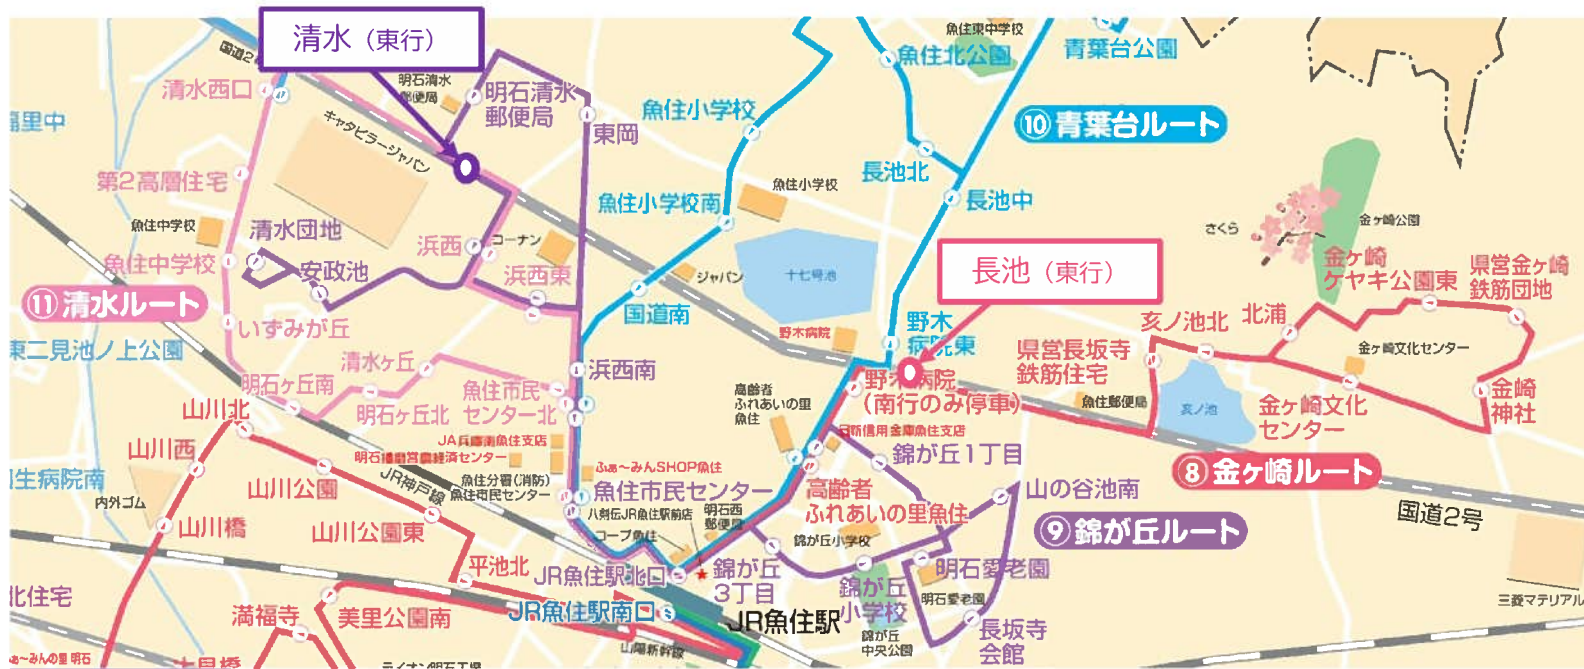 清水（東行）
国道2号
清水西口
明石清水
郵便局
明石清水
郵便局
キャタピラージャパン
東岡
魚住小学校
魚住東中学校
魚住北公園
青葉台公園
⑩青葉台ルート
福里中
第2高層住宅
長池北
魚住小学校
長池中
魚住小学校南
魚住中学校
清水団地
浜西
コーナン
さくら
金ヶ崎公園
魚住中学校
安政池
浜西東
ジャパン
十七号池
長池（東行）
金ヶ崎
ケヤキ公園東
県営金ヶ崎
鉄筋団地
⑪清水ルート
いずみが丘
国道南
野木病院
野木
病院東
亥ノ池北
北浦
東二見池ノ上公園
清水ヶ丘
浜西南
県営長坂寺
鉄筋住宅
金ヶ崎文化センター
明石ヶ丘南
魚住市民
センター北
高齢者
ふれあいの里
魚住
野木病院
（南行のみ停車）
魚住郵便局
亥ノ池
金ヶ崎文化
センター
金崎
神社
山川北
明石ヶ丘北
山川西
JA兵庫南魚住支店
明石播磨営農経済センター
日新信用金庫魚住支店
錦が丘1丁目
⑧金ヶ崎ルート
JR神戸線
魚住分署(消防)
魚住市民センター
ふぁ～みんSHOP魚住
魚住市民センター
高齢者
ふれあいの里魚住
山の谷池南
国道2号
内外ゴム
山川公園
山川橋
山川公園東
八剣伝JR魚住駅前店
明石西
郵便局
コープ魚住
錦が丘小学校
⑨錦が丘ルート
平池北
JR魚住駅北口
錦が丘
3丁目
錦が丘
小学校
明石愛老園
明石愛老園
北住宅
満福寺
美里公園南
JR魚住駅南口
JR魚住駅
錦が丘
中央公園
長坂寺
会館
三菱マテリアル
山陽新幹線
ふぁ～みんの里 明石